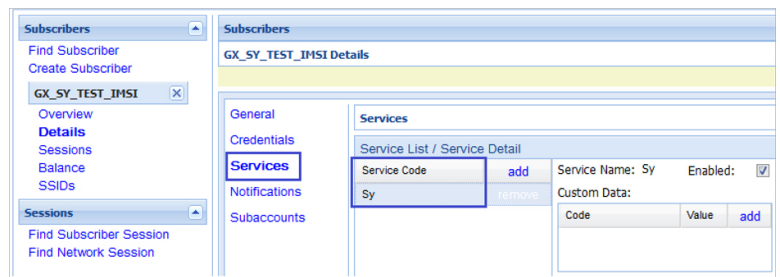 Subscribers
Find Subscriber
Create Subscriber
GX_SY_TEST_IMSI
Overview
Details
Sessions
Balance
SSIDs
Sessions
Find Subscriber Session
Find Network Session
Subscribers
GX_SY_TEST_IMSI Details
General
Credentials
Services
Notifications
Subaccounts
Services
Service List / Service Detail
Service Code add
Sy remove
Service Name: Sy Enabled:
Custom Data:
Code Value add